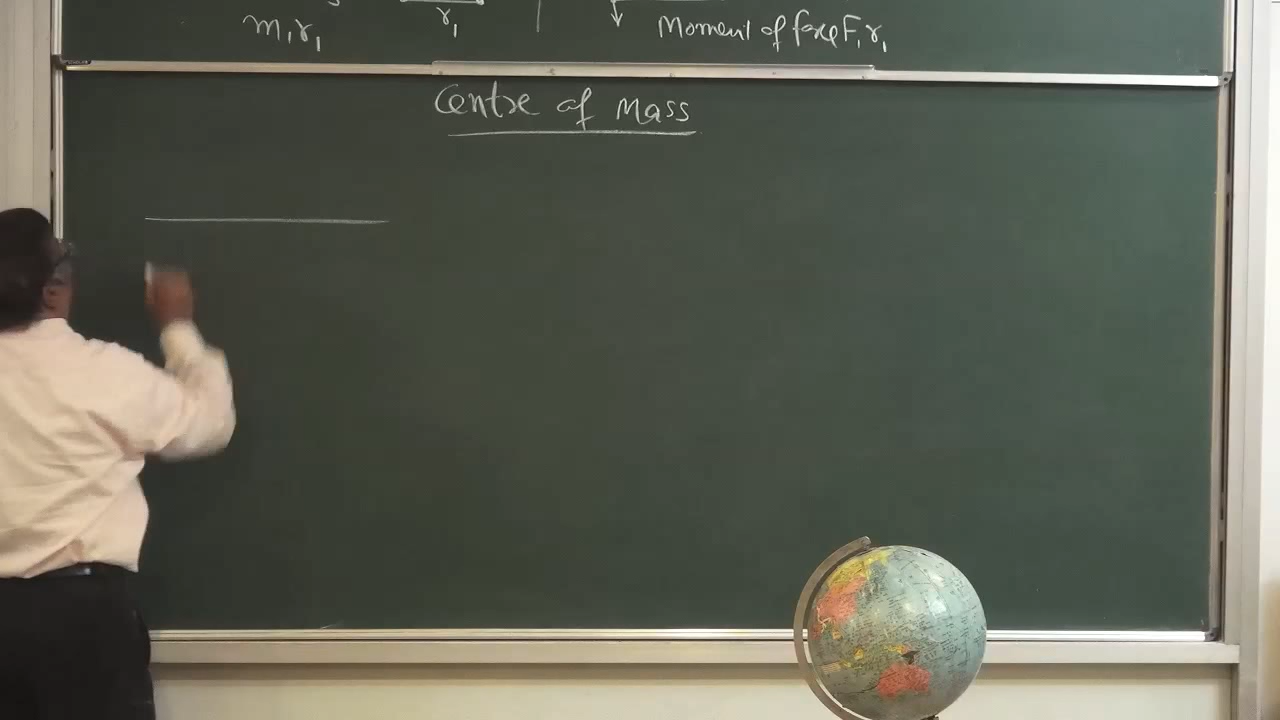 m₁r₁
r₁
Moment of force F₁r₁
Centre of Mass